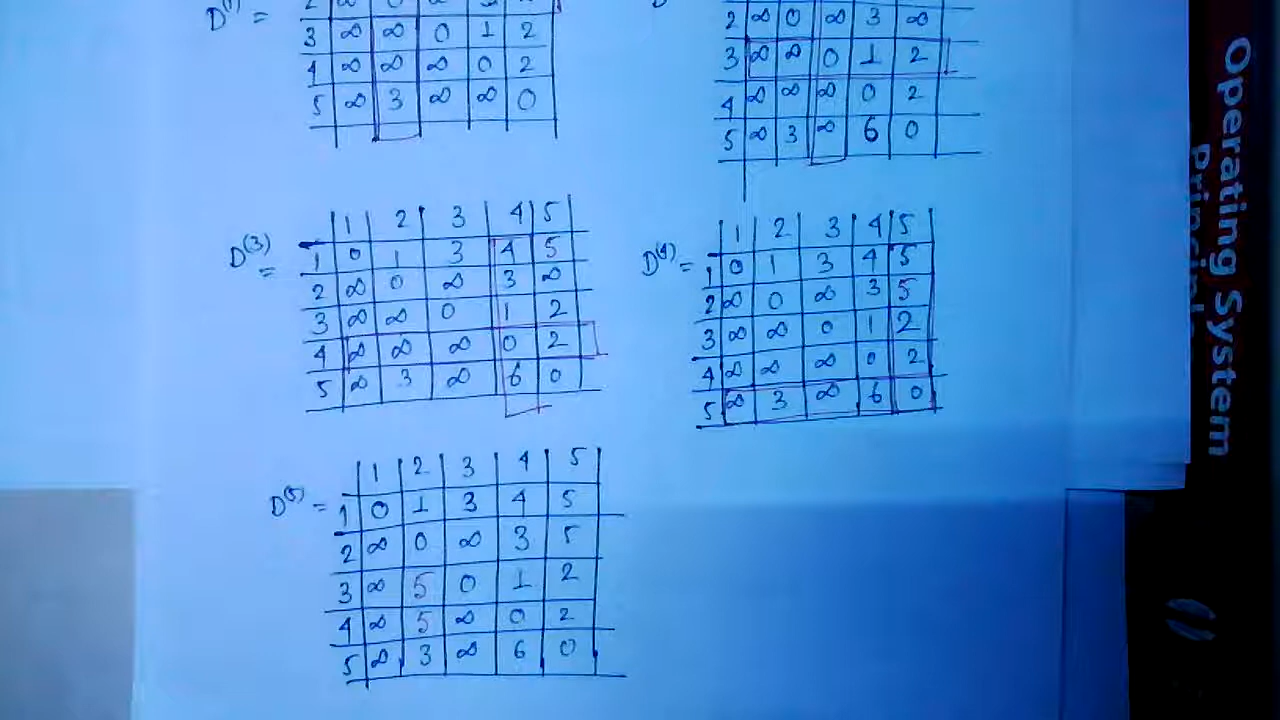 D(1) =
2 ∞ 0 ∞
3 ∞ ∞ 0 1 2
4 ∞ ∞ ∞ 0 2
5 ∞ 3 ∞ ∞ 0
2 ∞ 0 ∞ 3 ∞
3 ∞ ∞ 0 1 2
4 ∞ ∞ ∞ 0 2
5 ∞ 3 ∞ 6 0
D(3) =
1 2 3 4 5
1 0 1 3 4 5
2 ∞ 0 ∞ 3 ∞
3 ∞ ∞ 0 1 2
4 ∞ ∞ ∞ 0 2
5 ∞ 3 ∞ 6 0
D(4) =
1 2 3 4 5
1 0 1 3 4 5
2 ∞ 0 ∞ 3 5
3 ∞ ∞ 0 1 2
4 ∞ ∞ ∞ 0 2
5 ∞ 3 ∞ 6 0
D(5) =
1 2 3 4 5
1 0 1 3 4 5
2 ∞ 0 ∞ 3 5
3 ∞ 5 0 1 2
4 ∞ 5 ∞ 0 2
5 ∞ 3 ∞ 6 0
Operating System